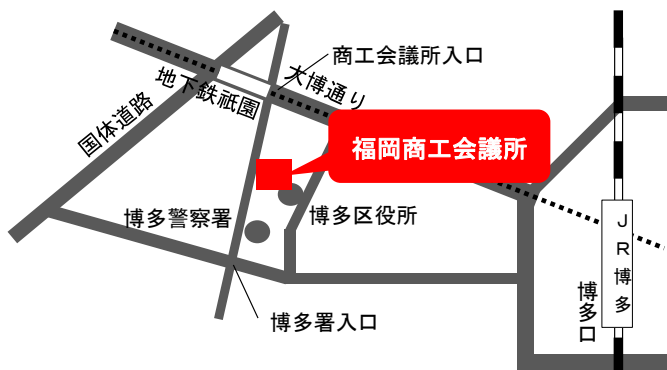 商工会議所入口
大博通り
地下鉄祇園
国体道路
福岡商工会議所
博多警察署
博多区役所
JR博多
博多口
博多署入口